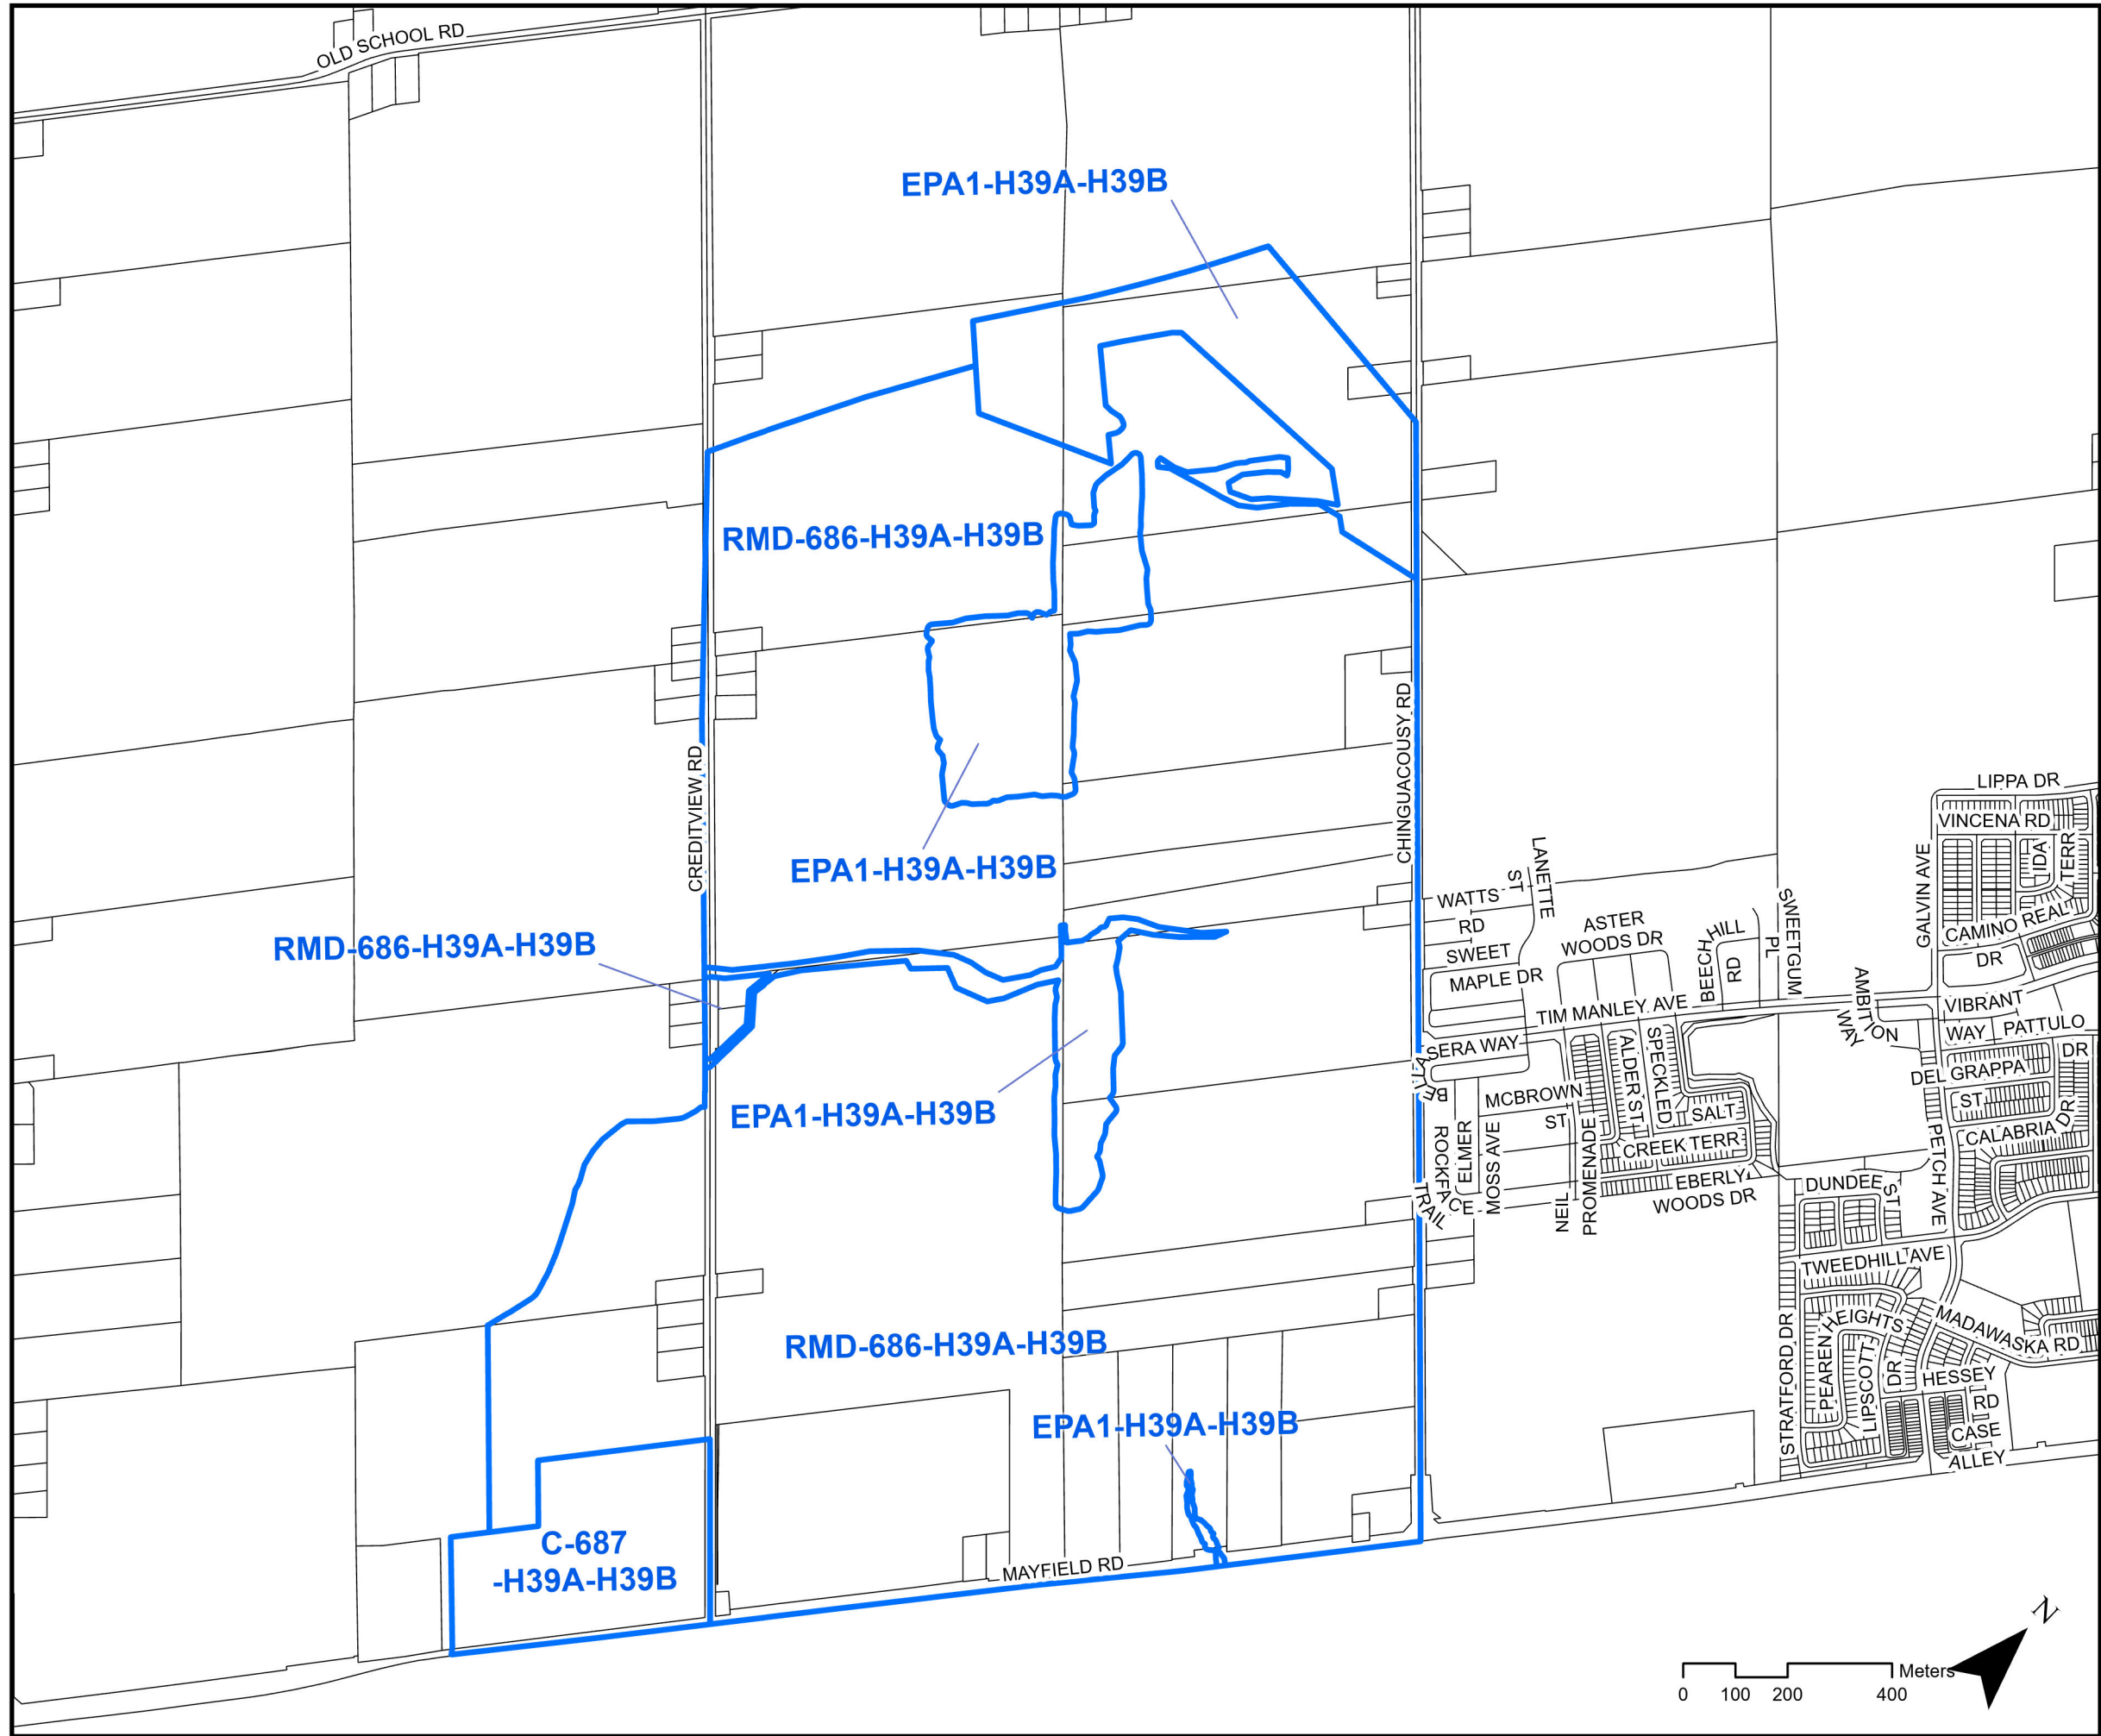 OLD SCHOOL RD
EPA1-H39A-H39B
RMD-686-H39A-H39B
CREDITVIEW RD
CHINGUACOUSY RD
EPA1-H39A-H39B
RMD-686-H39A-H39B
EPA1-H39A-H39B
RMD-686-H39A-H39B
EPA1-H39A-H39B
C-687
-H39A-H39B
MAYFIELD RD
LIPPA DR
VINCENA RD
IDA
TERR
GALVIN AVE
CAMINO REAL
DR
LANETTE
ST
WATTS
RD
SWEET
MAPLE DR
ASTER
WOODS DR
BEECH
HILL
RD
SWEETGUM
PL
TIM MANLEY AVE
AMBITION
WAY
VIBRANT
WAY
PATTULO
DR
SERA WAY
BELLE
ALDER ST
SPECKLED
MCBROWN
ST
SALT
CREEK TERR
DEL GRAPPA
ST
CALABRIA
DR
ROCKFACE
TRAIL
ELMER
MOSS AVE
NEIL
PROMENADE
EBERLY
WOODS DR
DUNDEE
ST
PETCH AVE
TWEEDHILL AVE
STRATFORD DR
PEAREN
HEIGHTS
LIPSCOTT
DR
MADAWASKA RD
HESSEY
RD
CASE
ALLEY
N
Meters
0 100 200 400